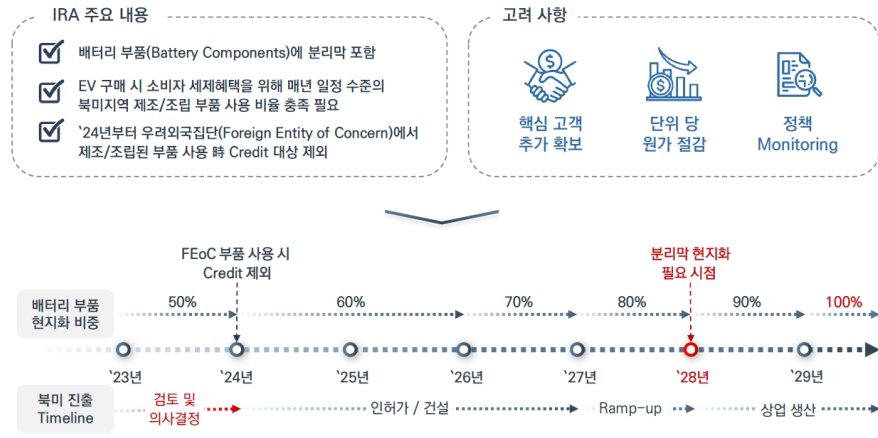 IRA 주요 내용
배터리 부품(Battery Components)에 분리막 포함
EV 구매 시 소비자 세제혜택을 위해 매년 일정 수준의
북미지역 제조/조립 부품 사용 비율 충족 필요
‵24년부터 우려외국집단(Foreign Entity of Concern)에서
제조/조립된 부품 사용 時 Credit 대상 제외
고려 사항
핵심 고객
추가 확보
단위 당
원가 절감
정책
Monitoring
FEoC 부품 사용 시
Credit 제외
분리막 현지화
필요 시점
배터리 부품
현지화 비중
50%
60%
70%
80%
90%
100%
‵23년
‵24년
‵25년
‵26년
‵27년
‵28년
‵29년
북미 진출
Timeline
검토 및
의사결정
인허가 / 건설
Ramp-up
상업 생산